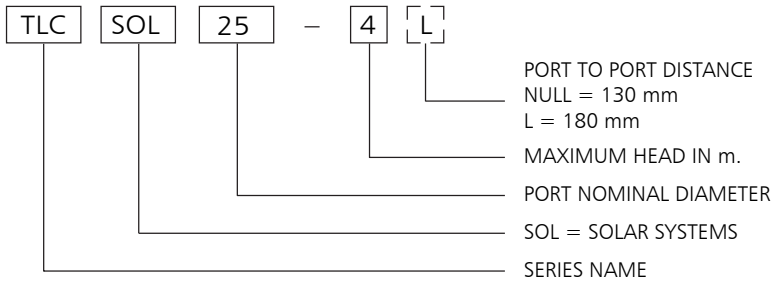 TLC SOL 25 – 4 L
PORT TO PORT DISTANCE
NULL = 130 mm
L = 180 mm
MAXIMUM HEAD IN m.
PORT NOMINAL DIAMETER
SOL = SOLAR SYSTEMS
SERIES NAME